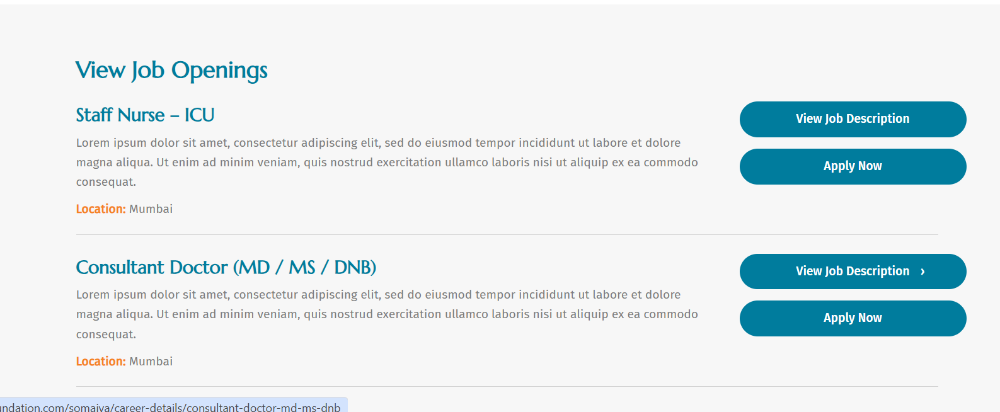 View Job Openings
Staff Nurse – ICU
View Job Description
Lorem ipsum dolor sit amet, consectetur adipiscing elit, sed do eiusmod tempor incididunt ut labore et dolore
magna aliqua. Ut enim ad minim veniam, quis nostrud exercitation ullamco laboris nisi ut aliquip ex ea commodo
consequat.
Apply Now
Location: Mumbai
Consultant Doctor (MD / MS / DNB)
View Job Description ›
Lorem ipsum dolor sit amet, consectetur adipiscing elit, sed do eiusmod tempor incididunt ut labore et dolore
magna aliqua. Ut enim ad minim veniam, quis nostrud exercitation ullamco laboris nisi ut aliquip ex ea commodo
consequat.
Apply Now
Location: Mumbai
undation.com/somaiya/career-details/consultant-doctor-md-ms-dnb